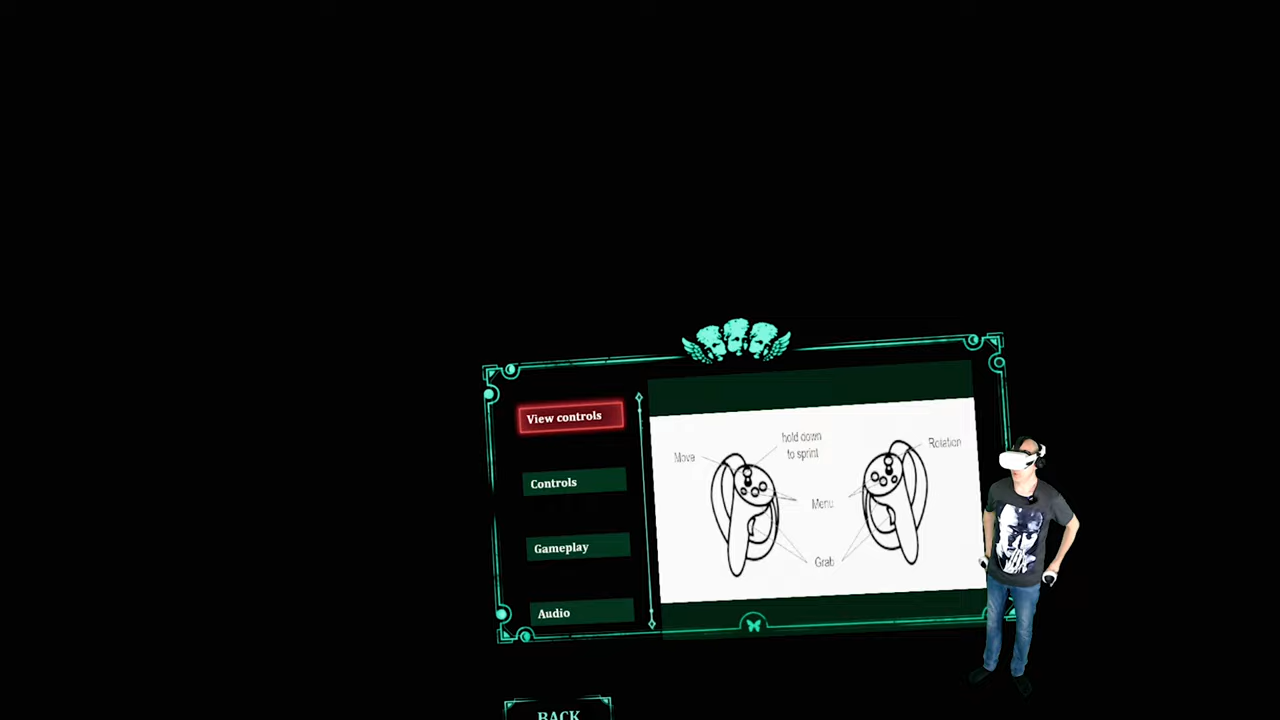 View controls
Controls
Gameplay
Audio
Move
hold down
to sprint
Rotation
Menu
Grab
BACK